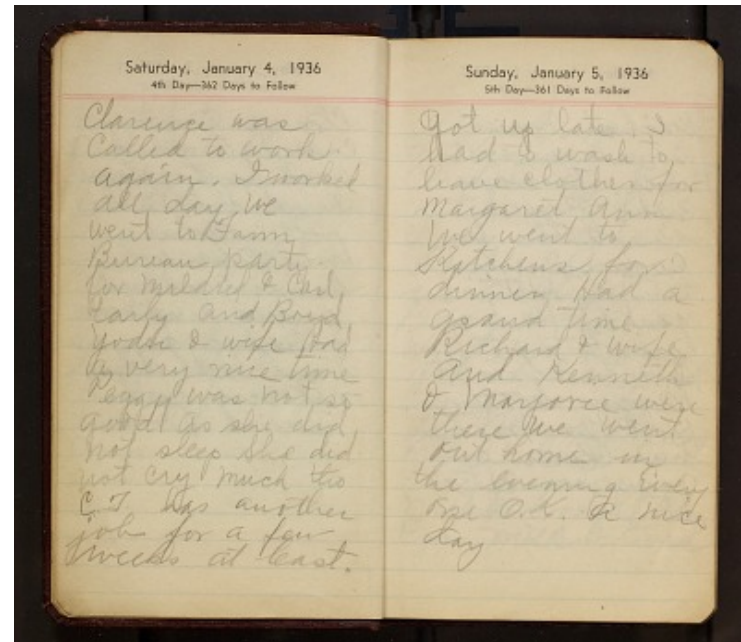 Saturday, January 4, 1936
4th Day—362 Days to Follow
Clarence was
Called to work
again. I worked
all day, We
went to Farm
Bureau party
for Mildred & Carl
Early And Boyd
& wife Had
a very nice time
Peggy was not so
good as she did
not sleep She did
not cry much tho
C.T. has another
job for a few
weeks at least.
Sunday, January 5, 1936
5th Day—361 Days to Follow
Got up late. I
had to wash to
leave clothes for
Margaret Ann
We went to
Kitchens for
dinner Had a
grand time
Richard & wife
And Kenneth
& Marjorie were
there We went
out home in
the evening Every
one O.K. A nice
day